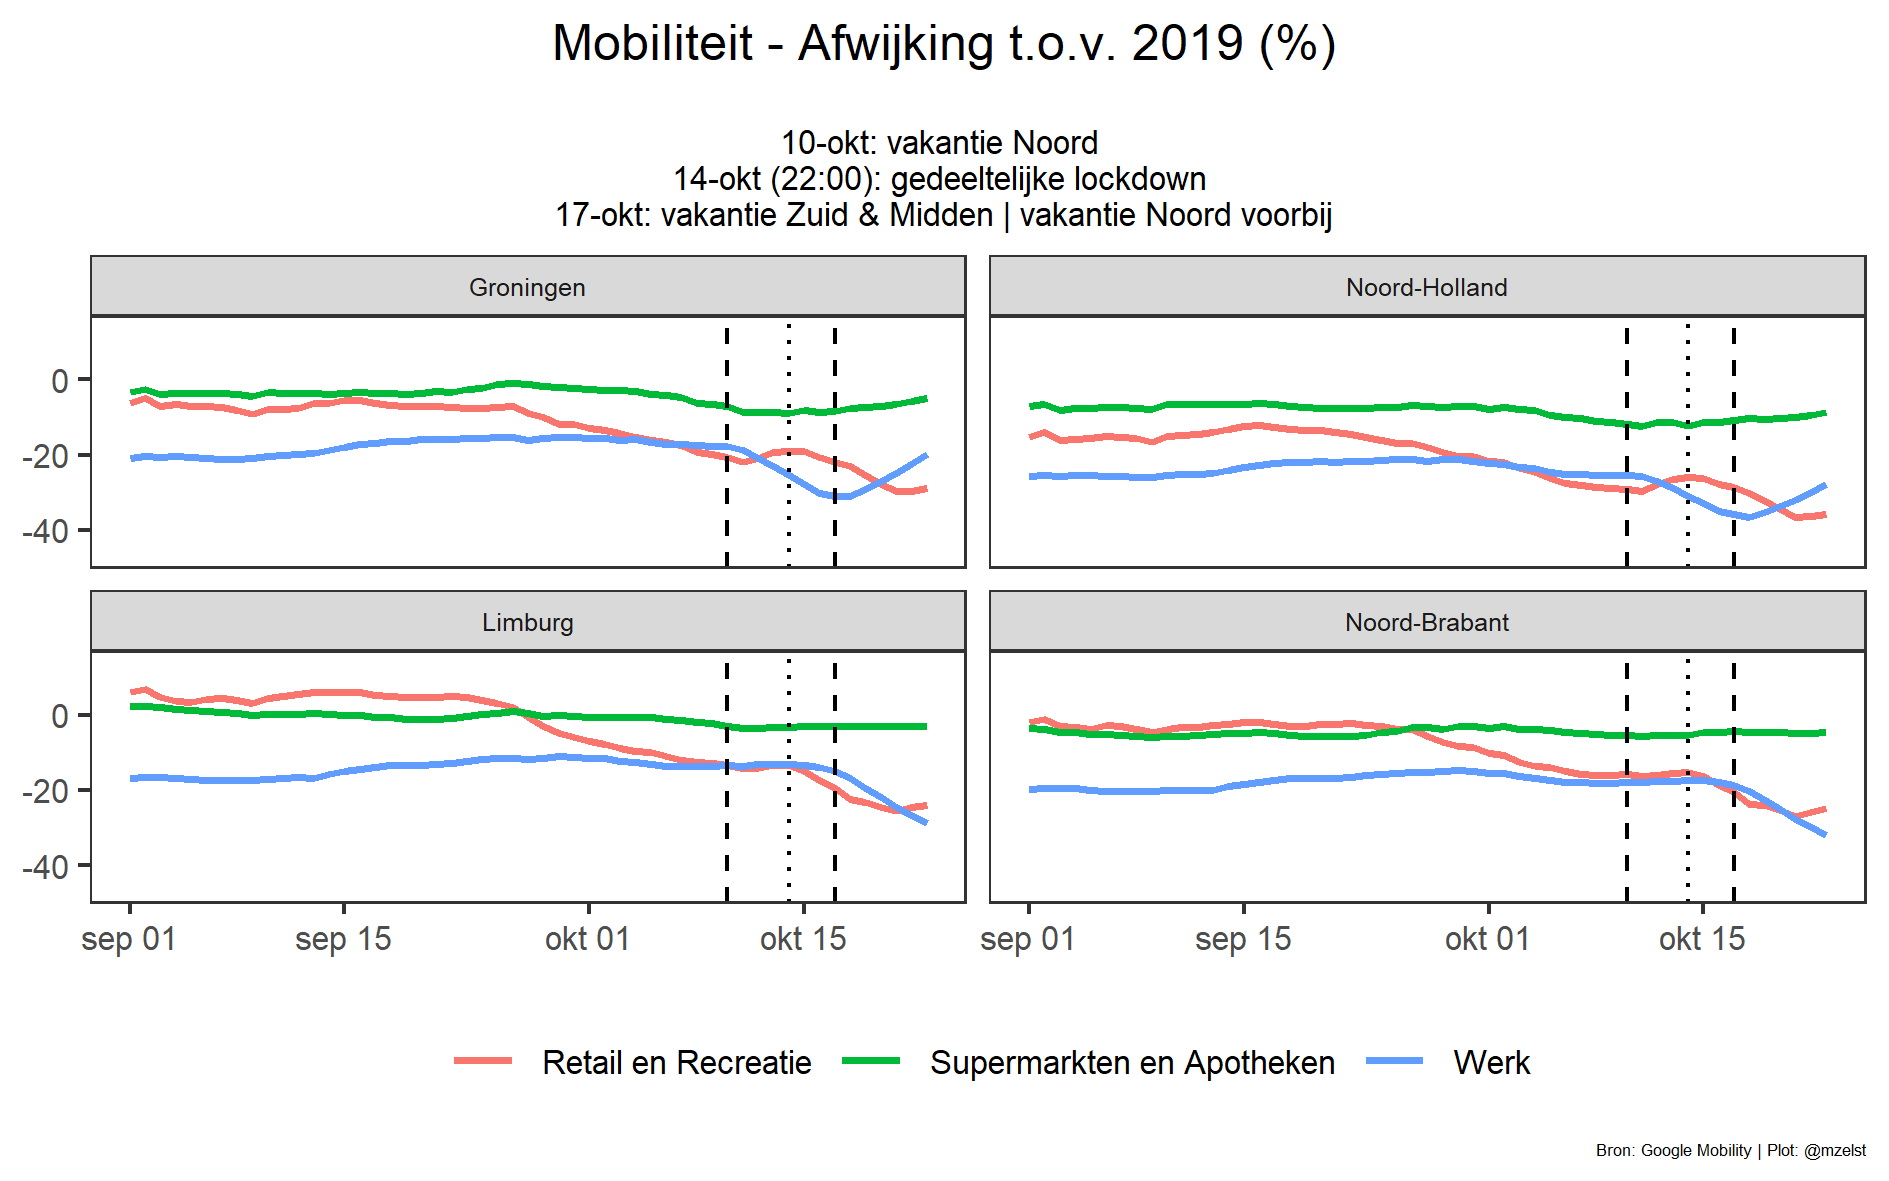 Mobiliteit - Afwijking t.o.v. 2019 (%)
10-okt: vakantie Noord
14-okt (22:00): gedeeltelijke lockdown
17-okt: vakantie Zuid & Midden | vakantie Noord voorbij
Groningen
Noord-Holland
0
-20
-40
Limburg
Noord-Brabant
0
-20
-40
sep 01
sep 15
okt 01
okt 15
sep 01
sep 15
okt 01
okt 15
Retail en Recreatie
Supermarkten en Apotheken
Werk
Bron: Google Mobility | Plot: @mzelst